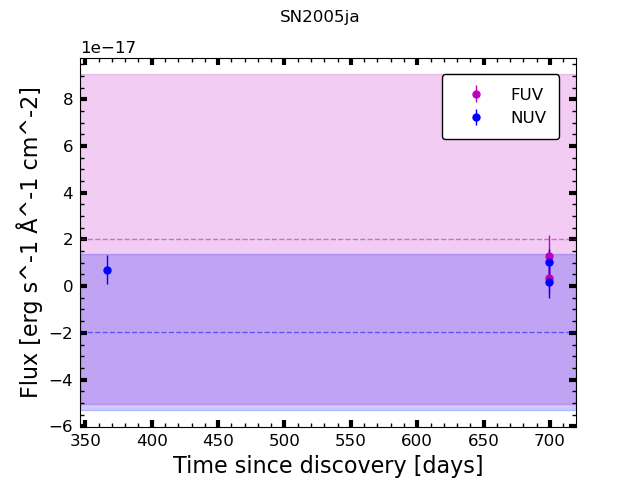 SN2005ja
1e−17
FUV
NUV
8
6
4
2
0
−2
−4
−6
Flux [erg s^-1 Å^-1 cm^-2]
350 400 450 500 550 600 650 700
Time since discovery [days]